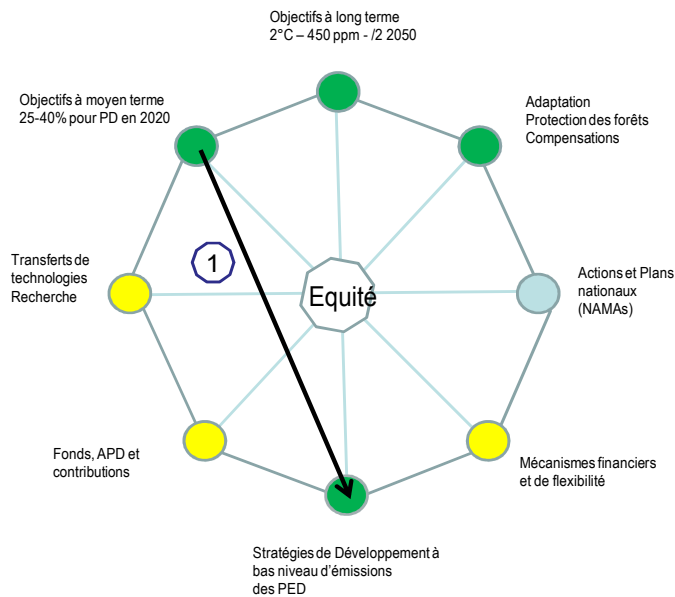 Objectifs à long terme
2°C – 450 ppm - /2 2050
Objectifs à moyen terme
25-40% pour PD en 2020
Adaptation
Protection des forêts
Compensations
Transferts de
technologies
Recherche
1
Equité
Actions et Plans
nationaux
(NAMAs)
Fonds, APD et
contributions
Mécanismes financiers
et de flexibilité
Stratégies de Développement à
bas niveau d’émissions
des PED